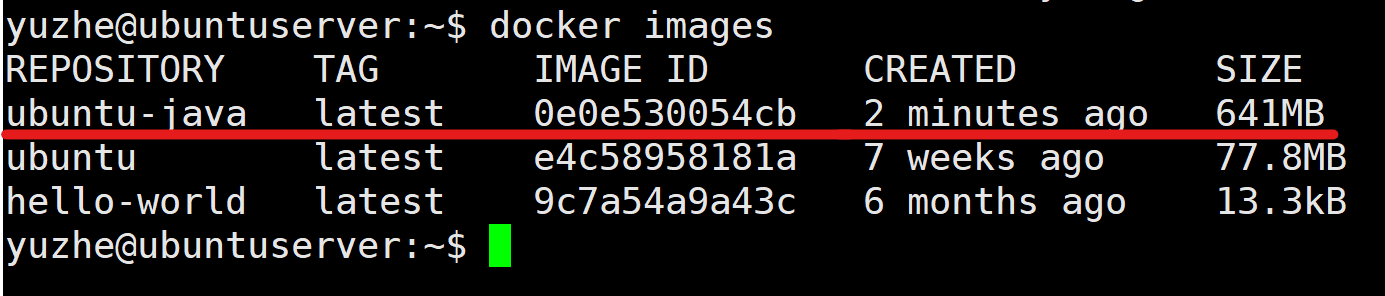 yuzhe@ubuntuserver:~$ docker images
REPOSITORY    TAG       IMAGE ID       CREATED         SIZE
ubuntu-java   latest    0e0e530054cb   2 minutes ago   641MB
ubuntu        latest    e4c58958181a   7 weeks ago     77.8MB
hello-world   latest    9c7a54a9a43c   6 months ago    13.3kB
yuzhe@ubuntuserver:~$